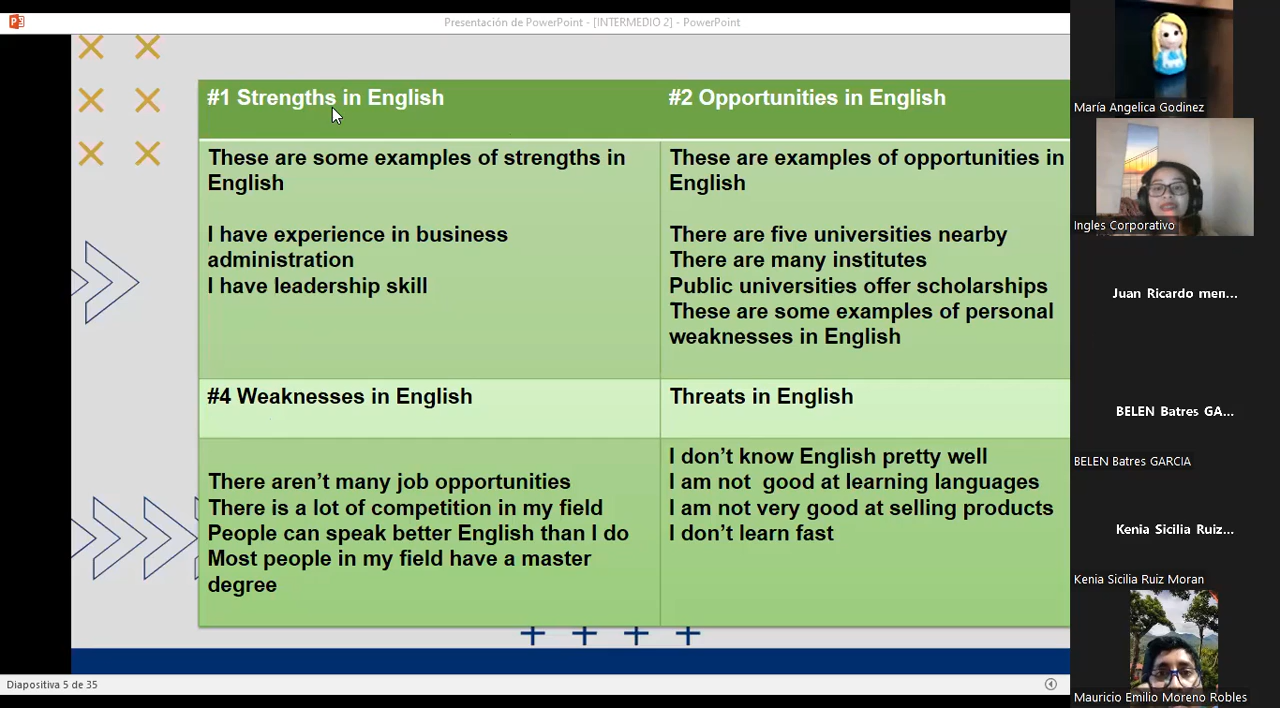 Presentación de PowerPoint - [INTERMEDIO 2] - PowerPoint
#1 Strengths in English
#2 Opportunities in English
These are some examples of strengths in
English
I have experience in business
administration
I have leadership skill
These are examples of opportunities in
English
There are five universities nearby
There are many institutes
Public universities offer scholarships
These are some examples of personal
weaknesses in English
#4 Weaknesses in English
Threats in English
There aren’t many job opportunities
There is a lot of competition in my field
People can speak better English than I do
Most people in my field have a master
degree
I don’t know English pretty well
I am not  good at learning languages
I am not very good at selling products
I don’t learn fast
Diapositiva 5 de 35
María Angelica Godinez
Ingles Corporativo
Juan Ricardo men...
BELEN Batres GA...
BELEN Batres GARCIA
Kenia Sicilia Ruiz...
Kenia Sicilia Ruiz Moran
Mauricio Emilio Moreno Robles